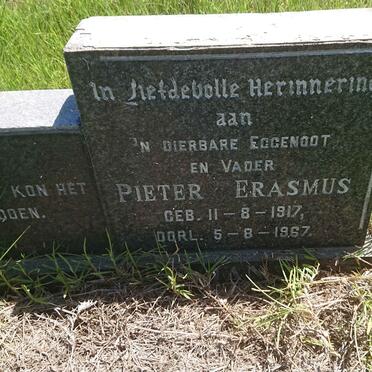 KON HET
DOEN.
In Liefdevolle Herinnering
aan
'N DIERBARE EGGENOOT
EN VADER
PIETER ERASMUS
GEB. 11-8-1917,
OORL. 5-8-1967.